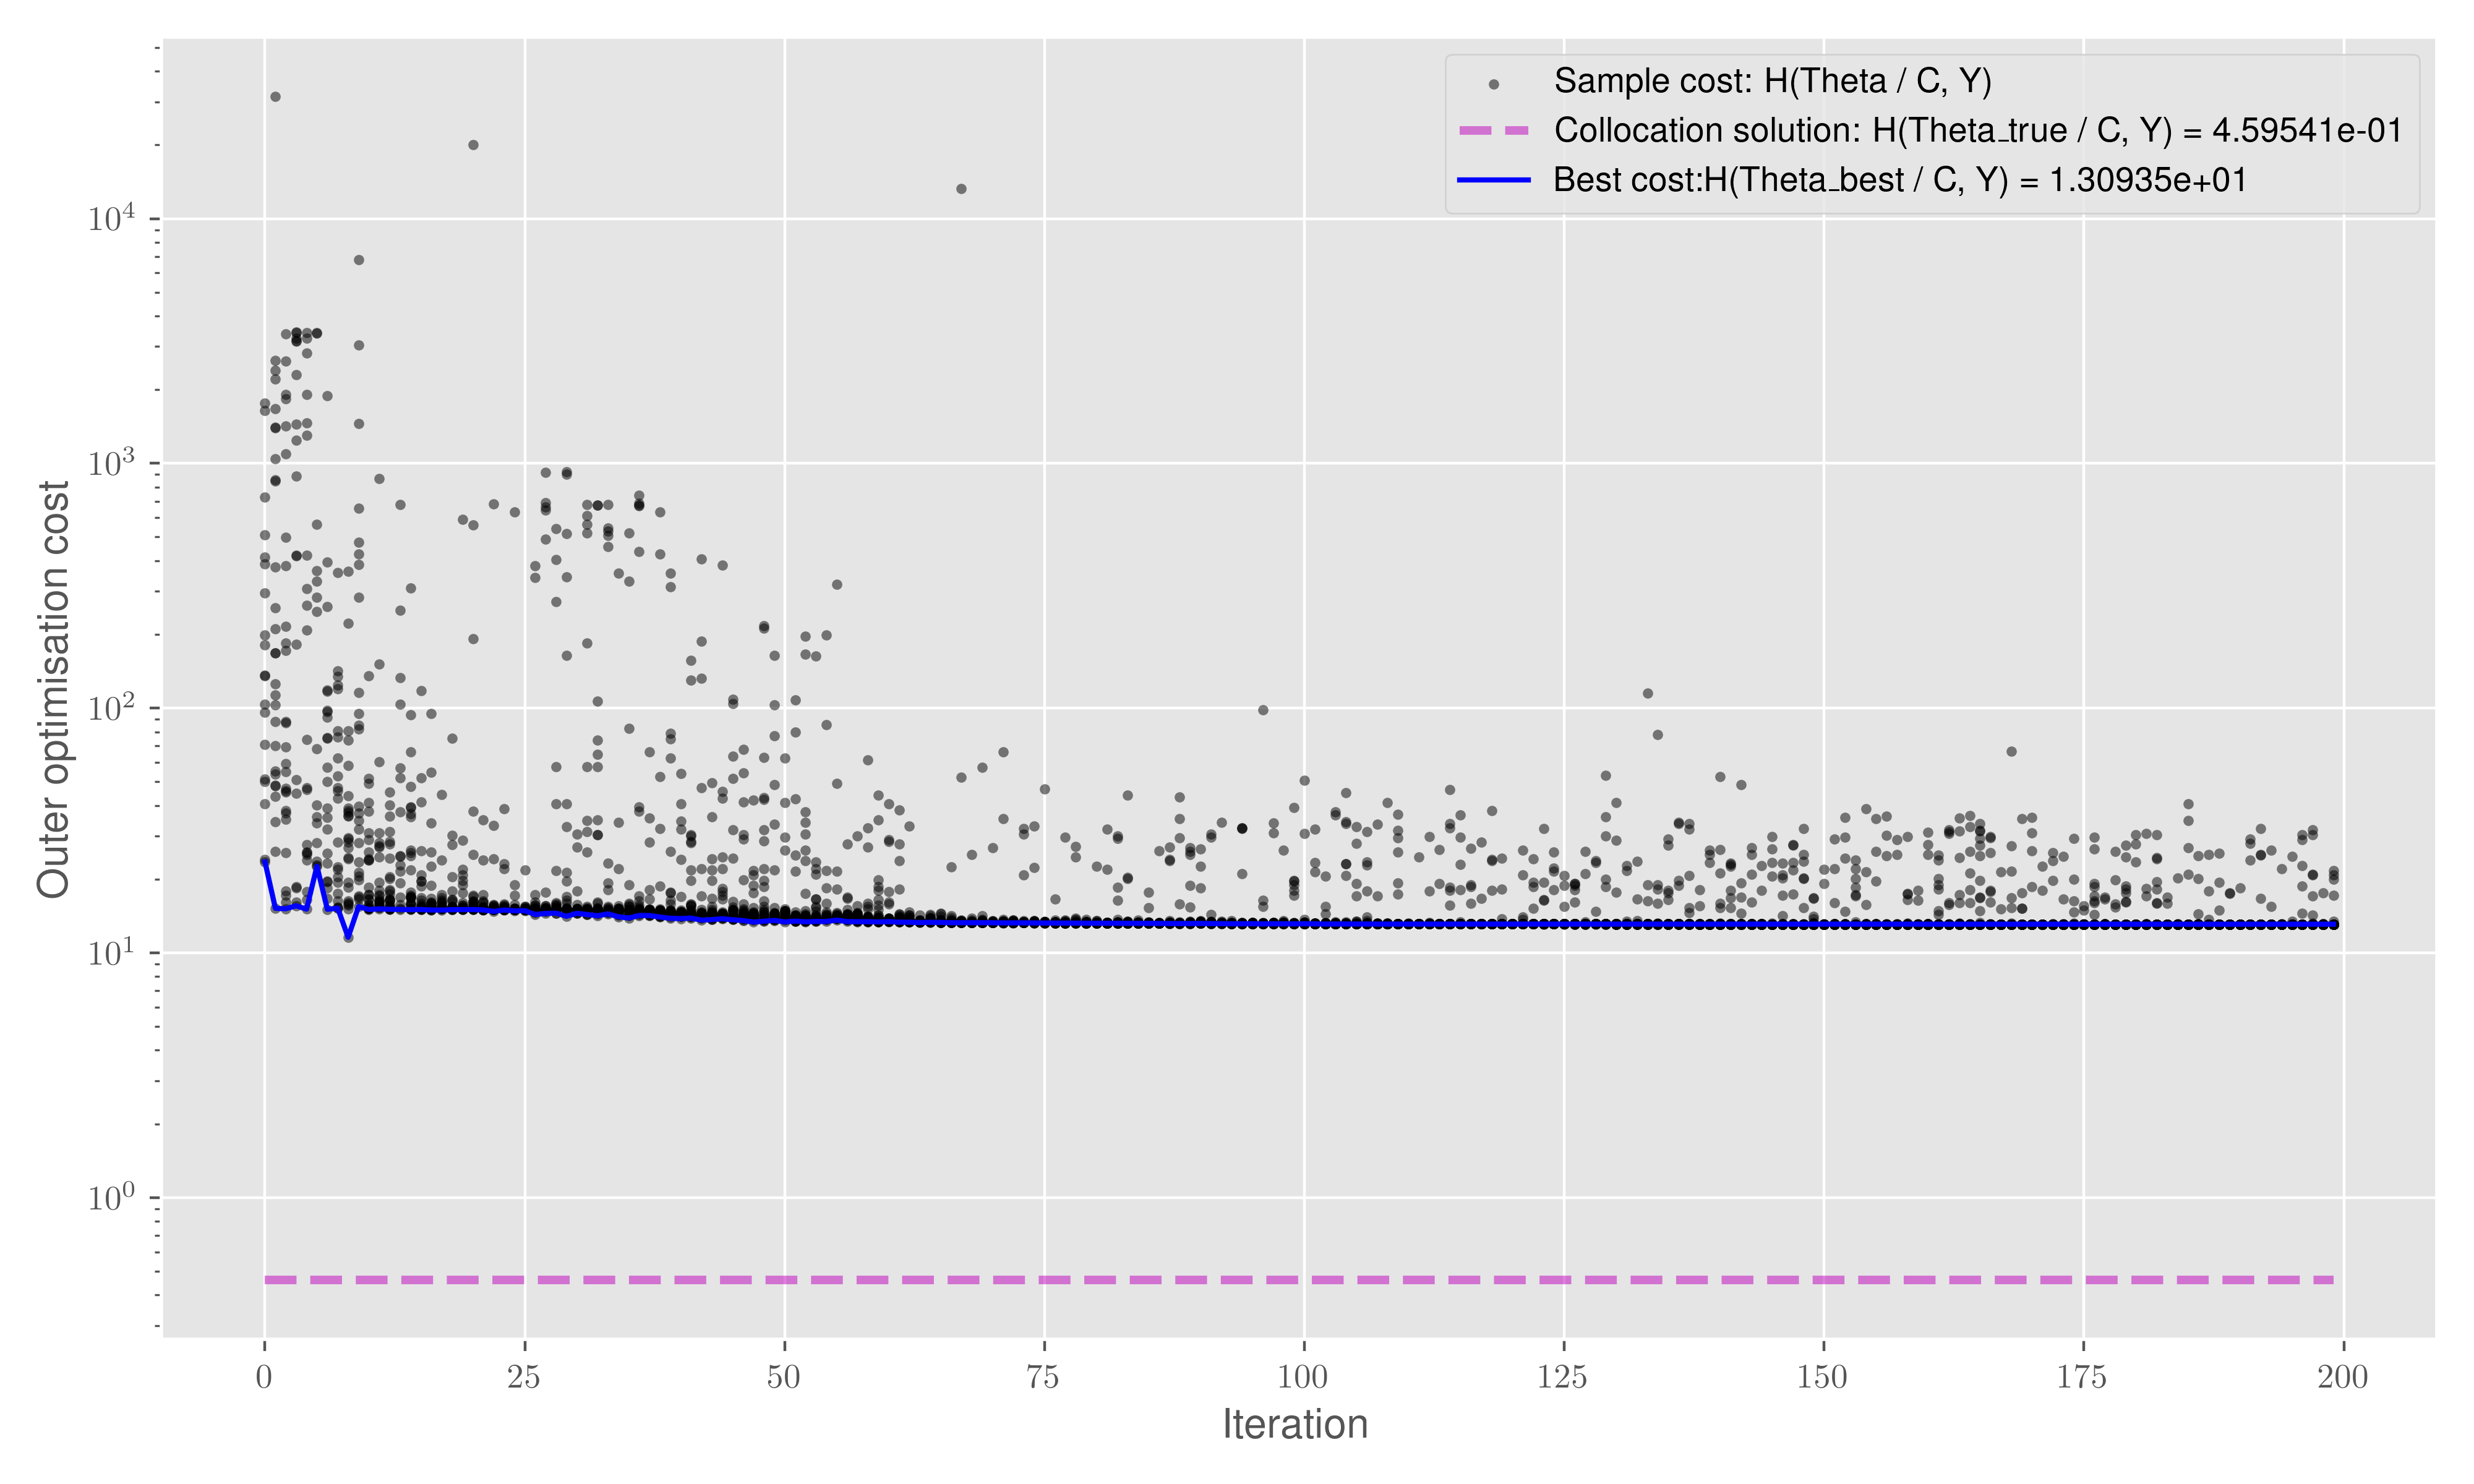 Sample cost: H(Theta / C, Y)
Collocation solution: H(Theta_true / C, Y) = 4.59541e-01
Best cost:H(Theta_best / C, Y) = 1.30935e+01
Outer optimisation cost
10^4
10^3
10^2
10^1
10^0
0 25 50 75 100 125 150 175 200
Iteration